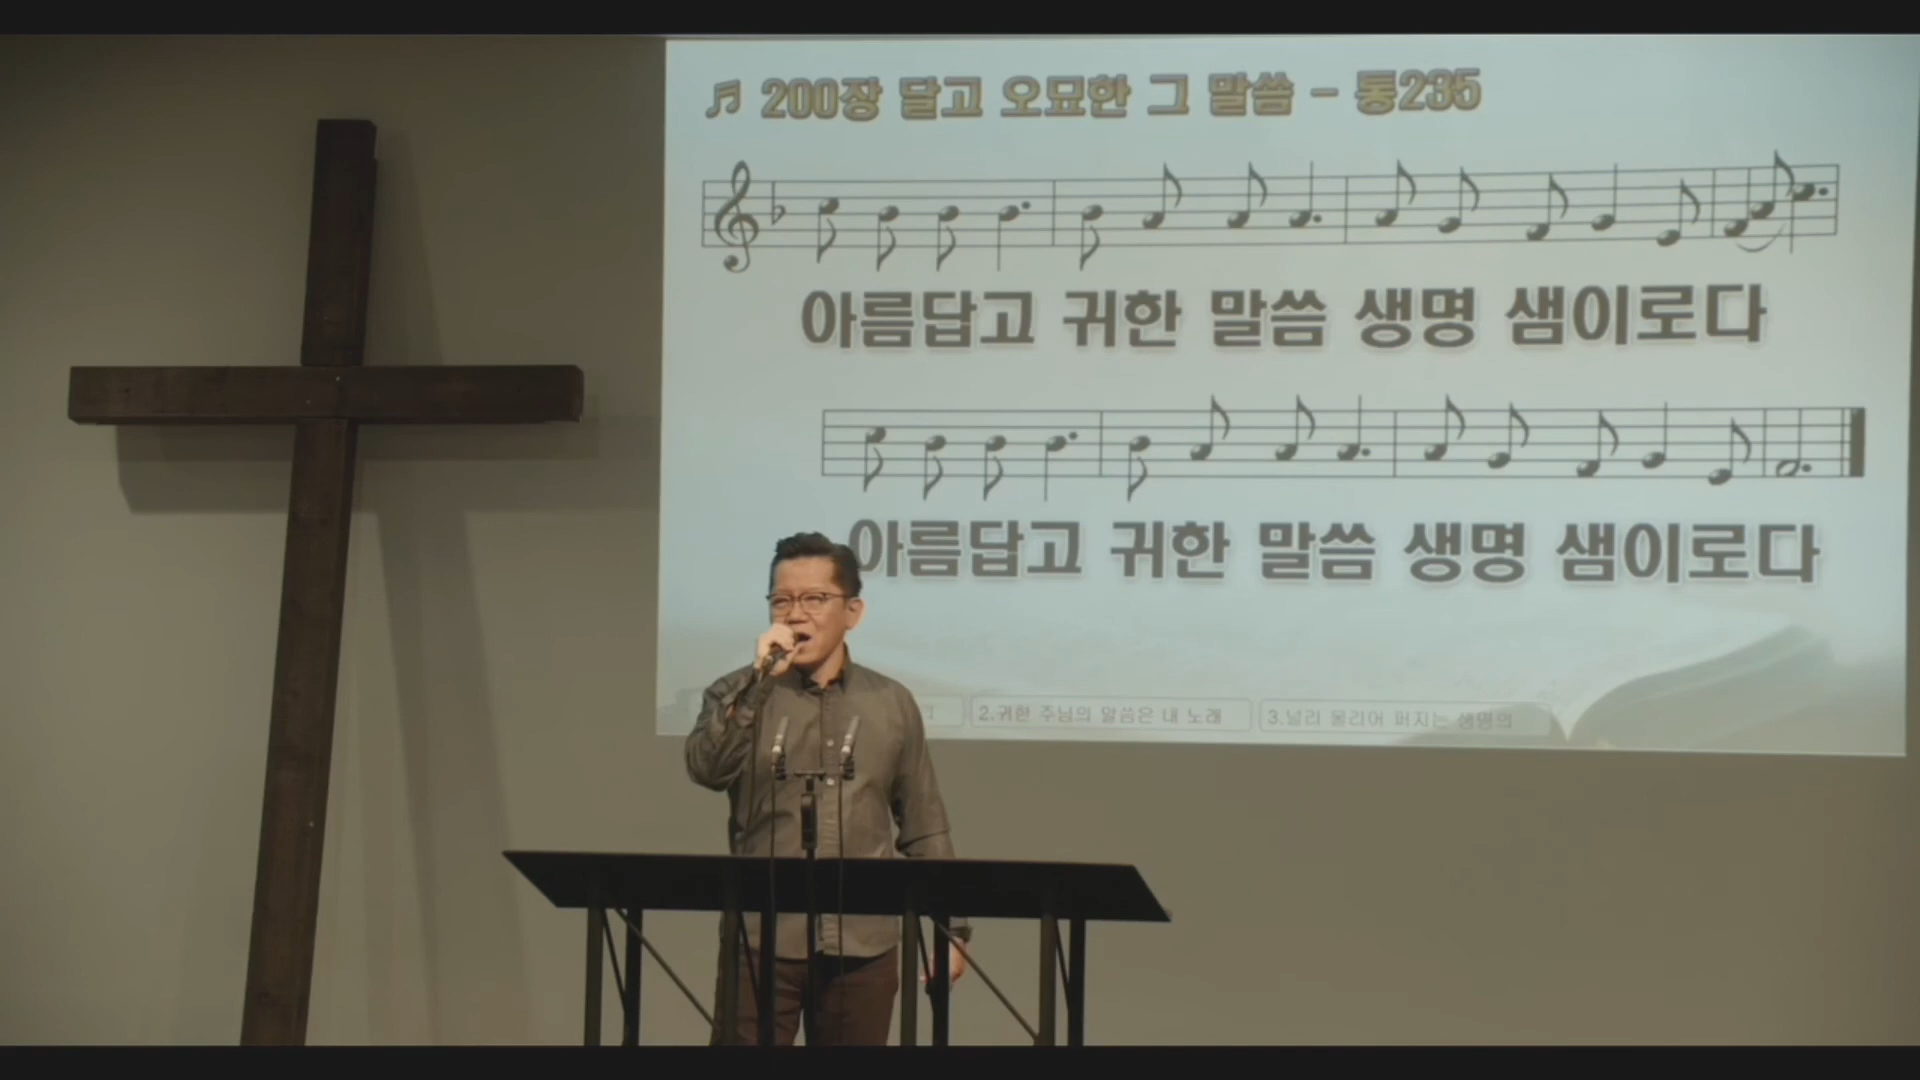 ♬ 200장 달고 오묘한 그 말씀 - 통235
아름답고 귀한 말씀 생명 샘이로다
아름답고 귀한 말씀 생명 샘이로다
2.귀한 주님의 말씀은 내 노래
3.널리 울리어 퍼지는 생명의